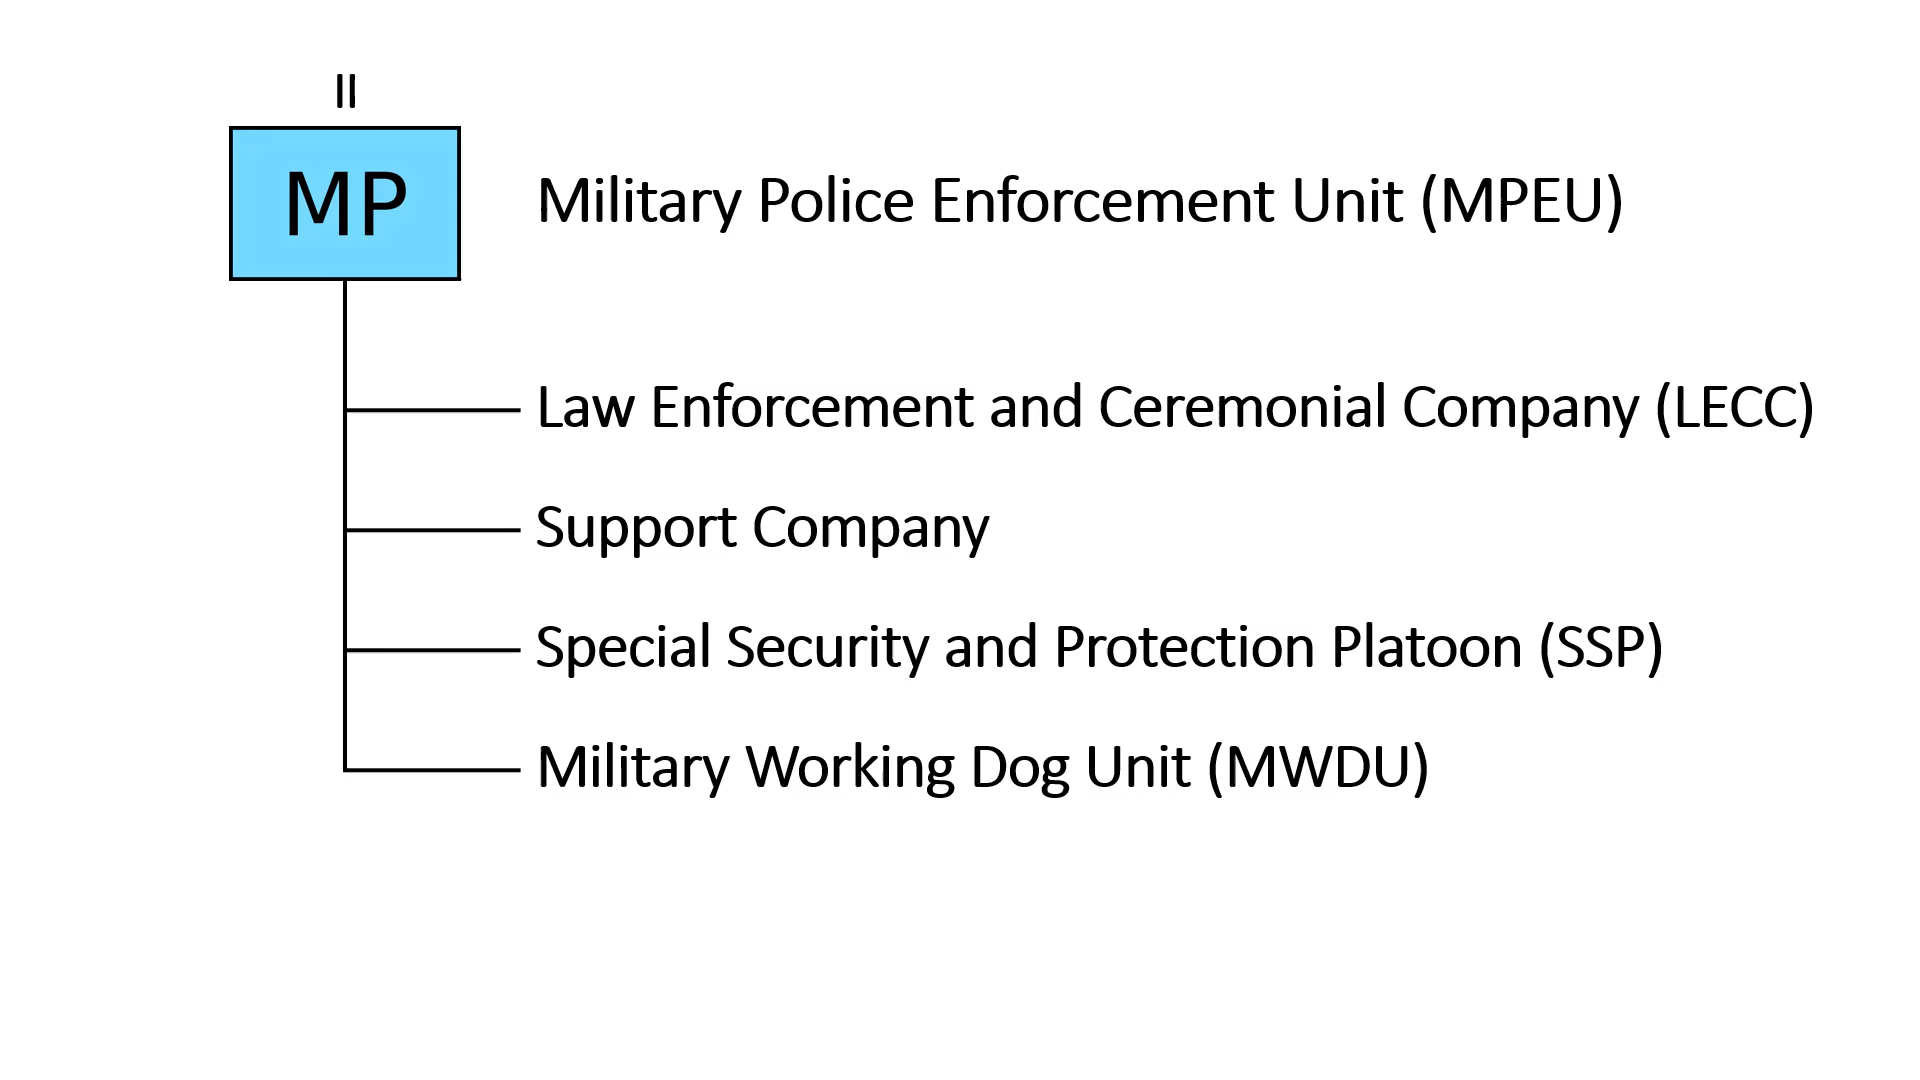 II
MP
Military Police Enforcement Unit (MPEU)
Law Enforcement and Ceremonial Company (LECC)
Support Company
Special Security and Protection Platoon (SSP)
Military Working Dog Unit (MWDU)